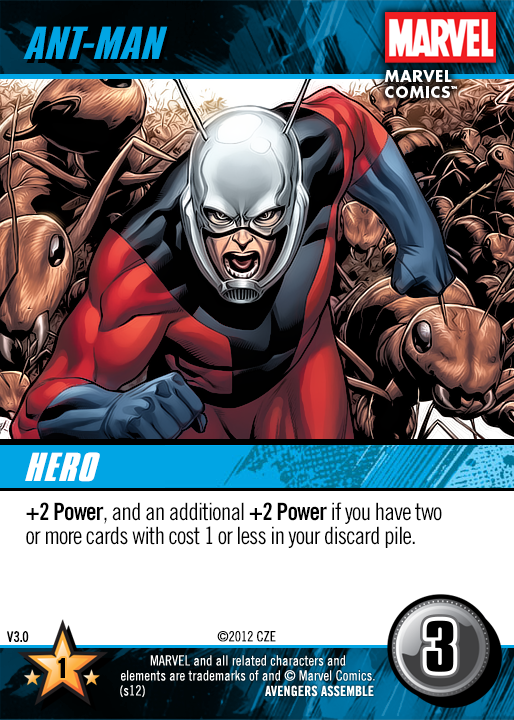 ANT-MAN
MARVEL
MARVEL
COMICS™
HERO
+2 Power, and an additional +2 Power if you have two
or more cards with cost 1 or less in your discard pile.
V3.0
©2012 CZE
1
3
MARVEL and all related characters and
elements are trademarks of and © Marvel Comics.
(s12)
AVENGERS ASSEMBLE